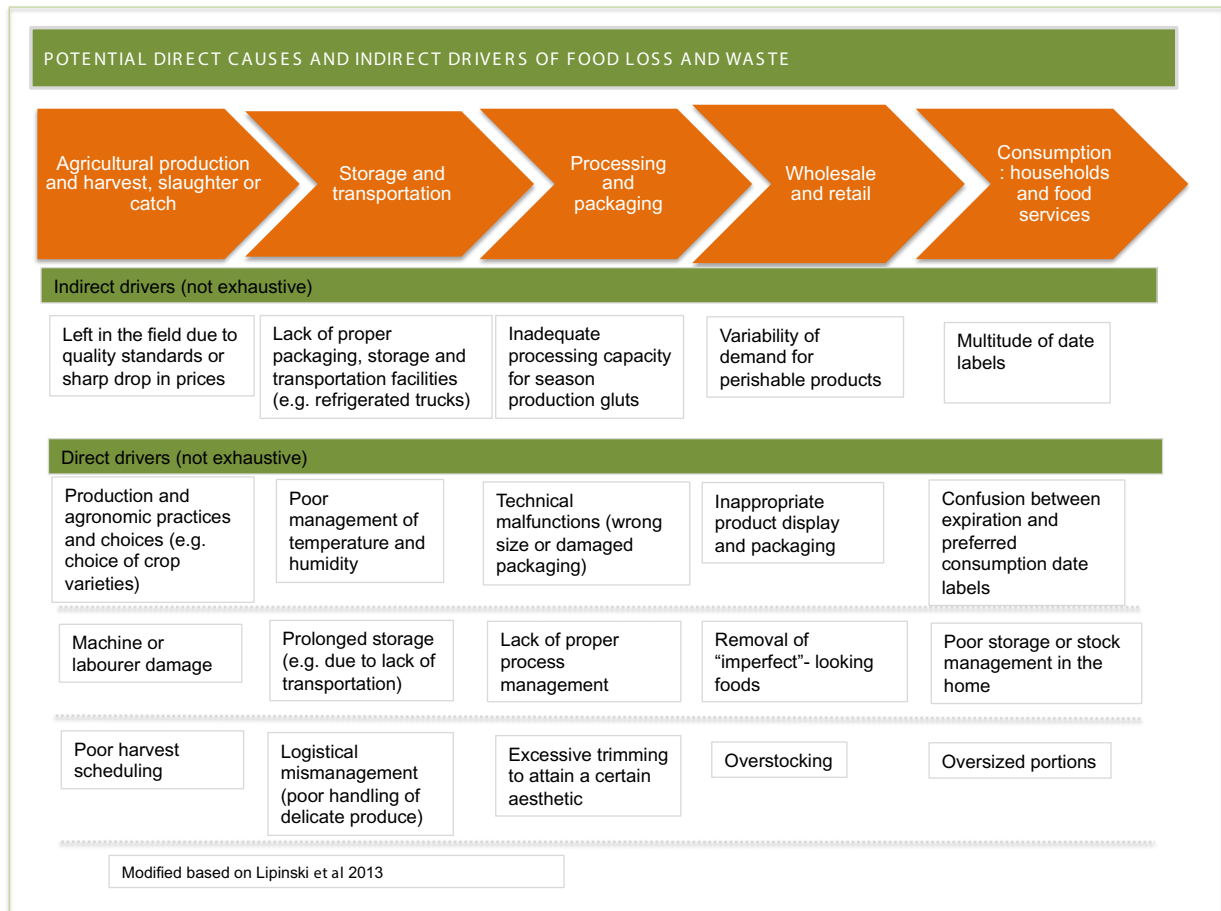 POTENTIAL DIRECT CAUSES AND INDIRECT DRIVERS OF FOOD LOSS AND WASTE
Agricultural production
and harvest, slaughter or
catch
Storage and
transportation
Processing
and
packaging
Wholesale
and retail
Consumption
: households
and food
services
Indirect drivers (not exhaustive)
Left in the field due to
quality standards or
sharp drop in prices
Lack of proper
packaging, storage and
transportation facilities
(e.g. refrigerated trucks)
Inadequate
processing capacity
for season
production gluts
Variability of
demand for
perishable products
Multitude of date
labels
Direct drivers (not exhaustive)
Production and
agronomic practices
and choices (e.g.
choice of crop
varieties)
Poor
management of
temperature and
humidity
Technical
malfunctions (wrong
size or damaged
packaging)
Inappropriate
product display
and packaging
Confusion between
expiration and
preferred
consumption date
labels
Machine or
labourer damage
Prolonged storage
(e.g. due to lack of
transportation)
Lack of proper
process
management
Removal of
“imperfect”- looking
foods
Poor storage or stock
management in the
home
Poor harvest
scheduling
Logistical
mismanagement
(poor handling of
delicate produce)
Excessive trimming
to attain a certain
aesthetic
Overstocking
Oversized portions
Modified based on Lipinski et al 2013